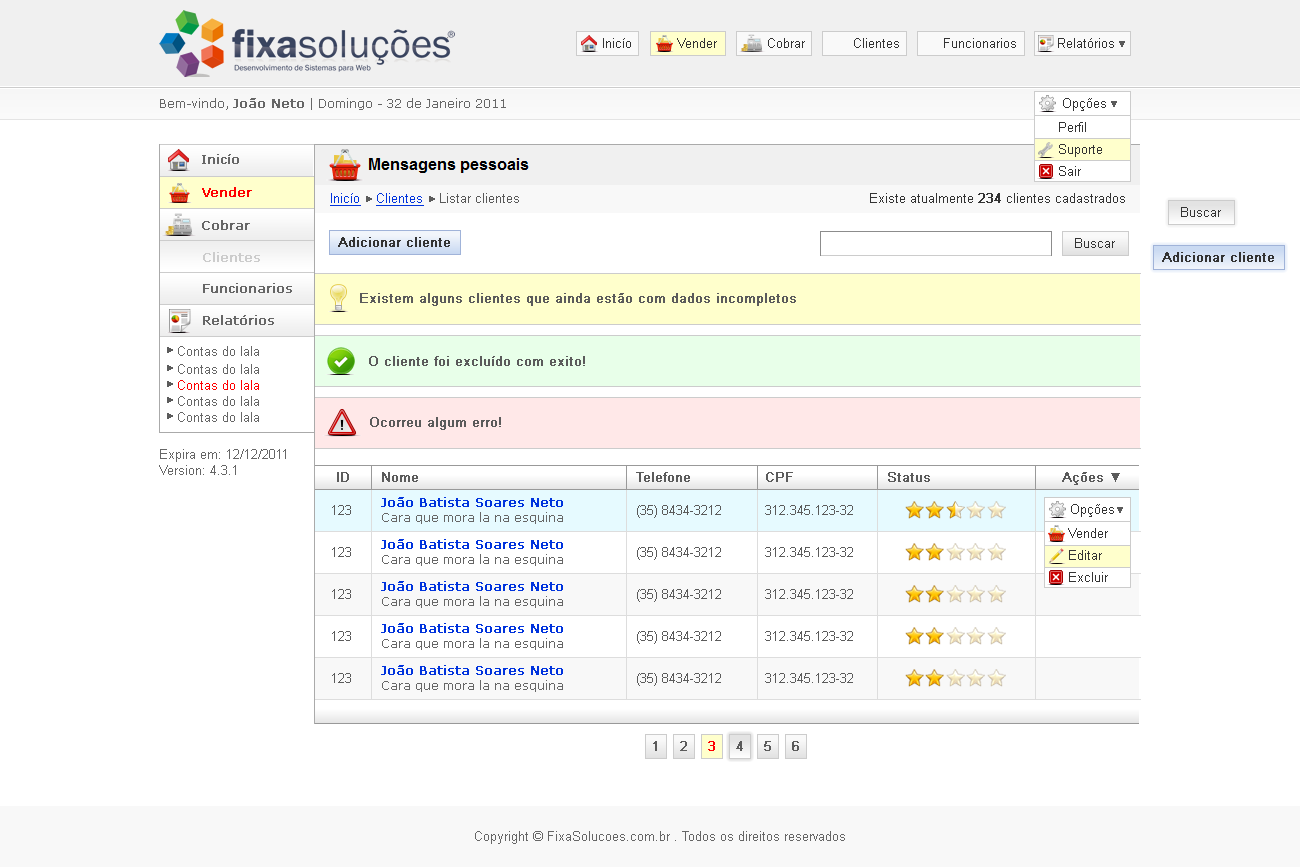 fixasoluções®
Desenvolvimento de Sistemas para Web
Inicío
Vender
Cobrar
Clientes
Funcionarios
Relatórios ▾
Bem-vindo, João Neto | Domingo - 32 de Janeiro 2011
Opções ▾
Perfil
Suporte
Sair
Inicío
Vender
Cobrar
Clientes
Funcionarios
Relatórios
Contas do lala
Contas do lala
Contas do lala
Contas do lala
Contas do lala
Expira em: 12/12/2011
Version: 4.3.1
Mensagens pessoais
Inicío ▸ Clientes ▸ Listar clientes
Existe atualmente 234 clientes cadastrados
Adicionar cliente
Buscar
Buscar
Adicionar cliente
Existem alguns clientes que ainda estão com dados incompletos
O cliente foi excluído com exito!
Ocorreu algum erro!
ID Nome Telefone CPF Status Ações ▼
123 João Batista Soares Neto (35) 8434-3212 312.345.123-32
Cara que mora la na esquina
Opções▾
Vender
Editar
Excluir
123 João Batista Soares Neto (35) 8434-3212 312.345.123-32
Cara que mora la na esquina
123 João Batista Soares Neto (35) 8434-3212 312.345.123-32
Cara que mora la na esquina
123 João Batista Soares Neto (35) 8434-3212 312.345.123-32
Cara que mora la na esquina
123 João Batista Soares Neto (35) 8434-3212 312.345.123-32
Cara que mora la na esquina
1 2 3 4 5 6
Copyright © FixaSolucoes.com.br . Todos os direitos reservados